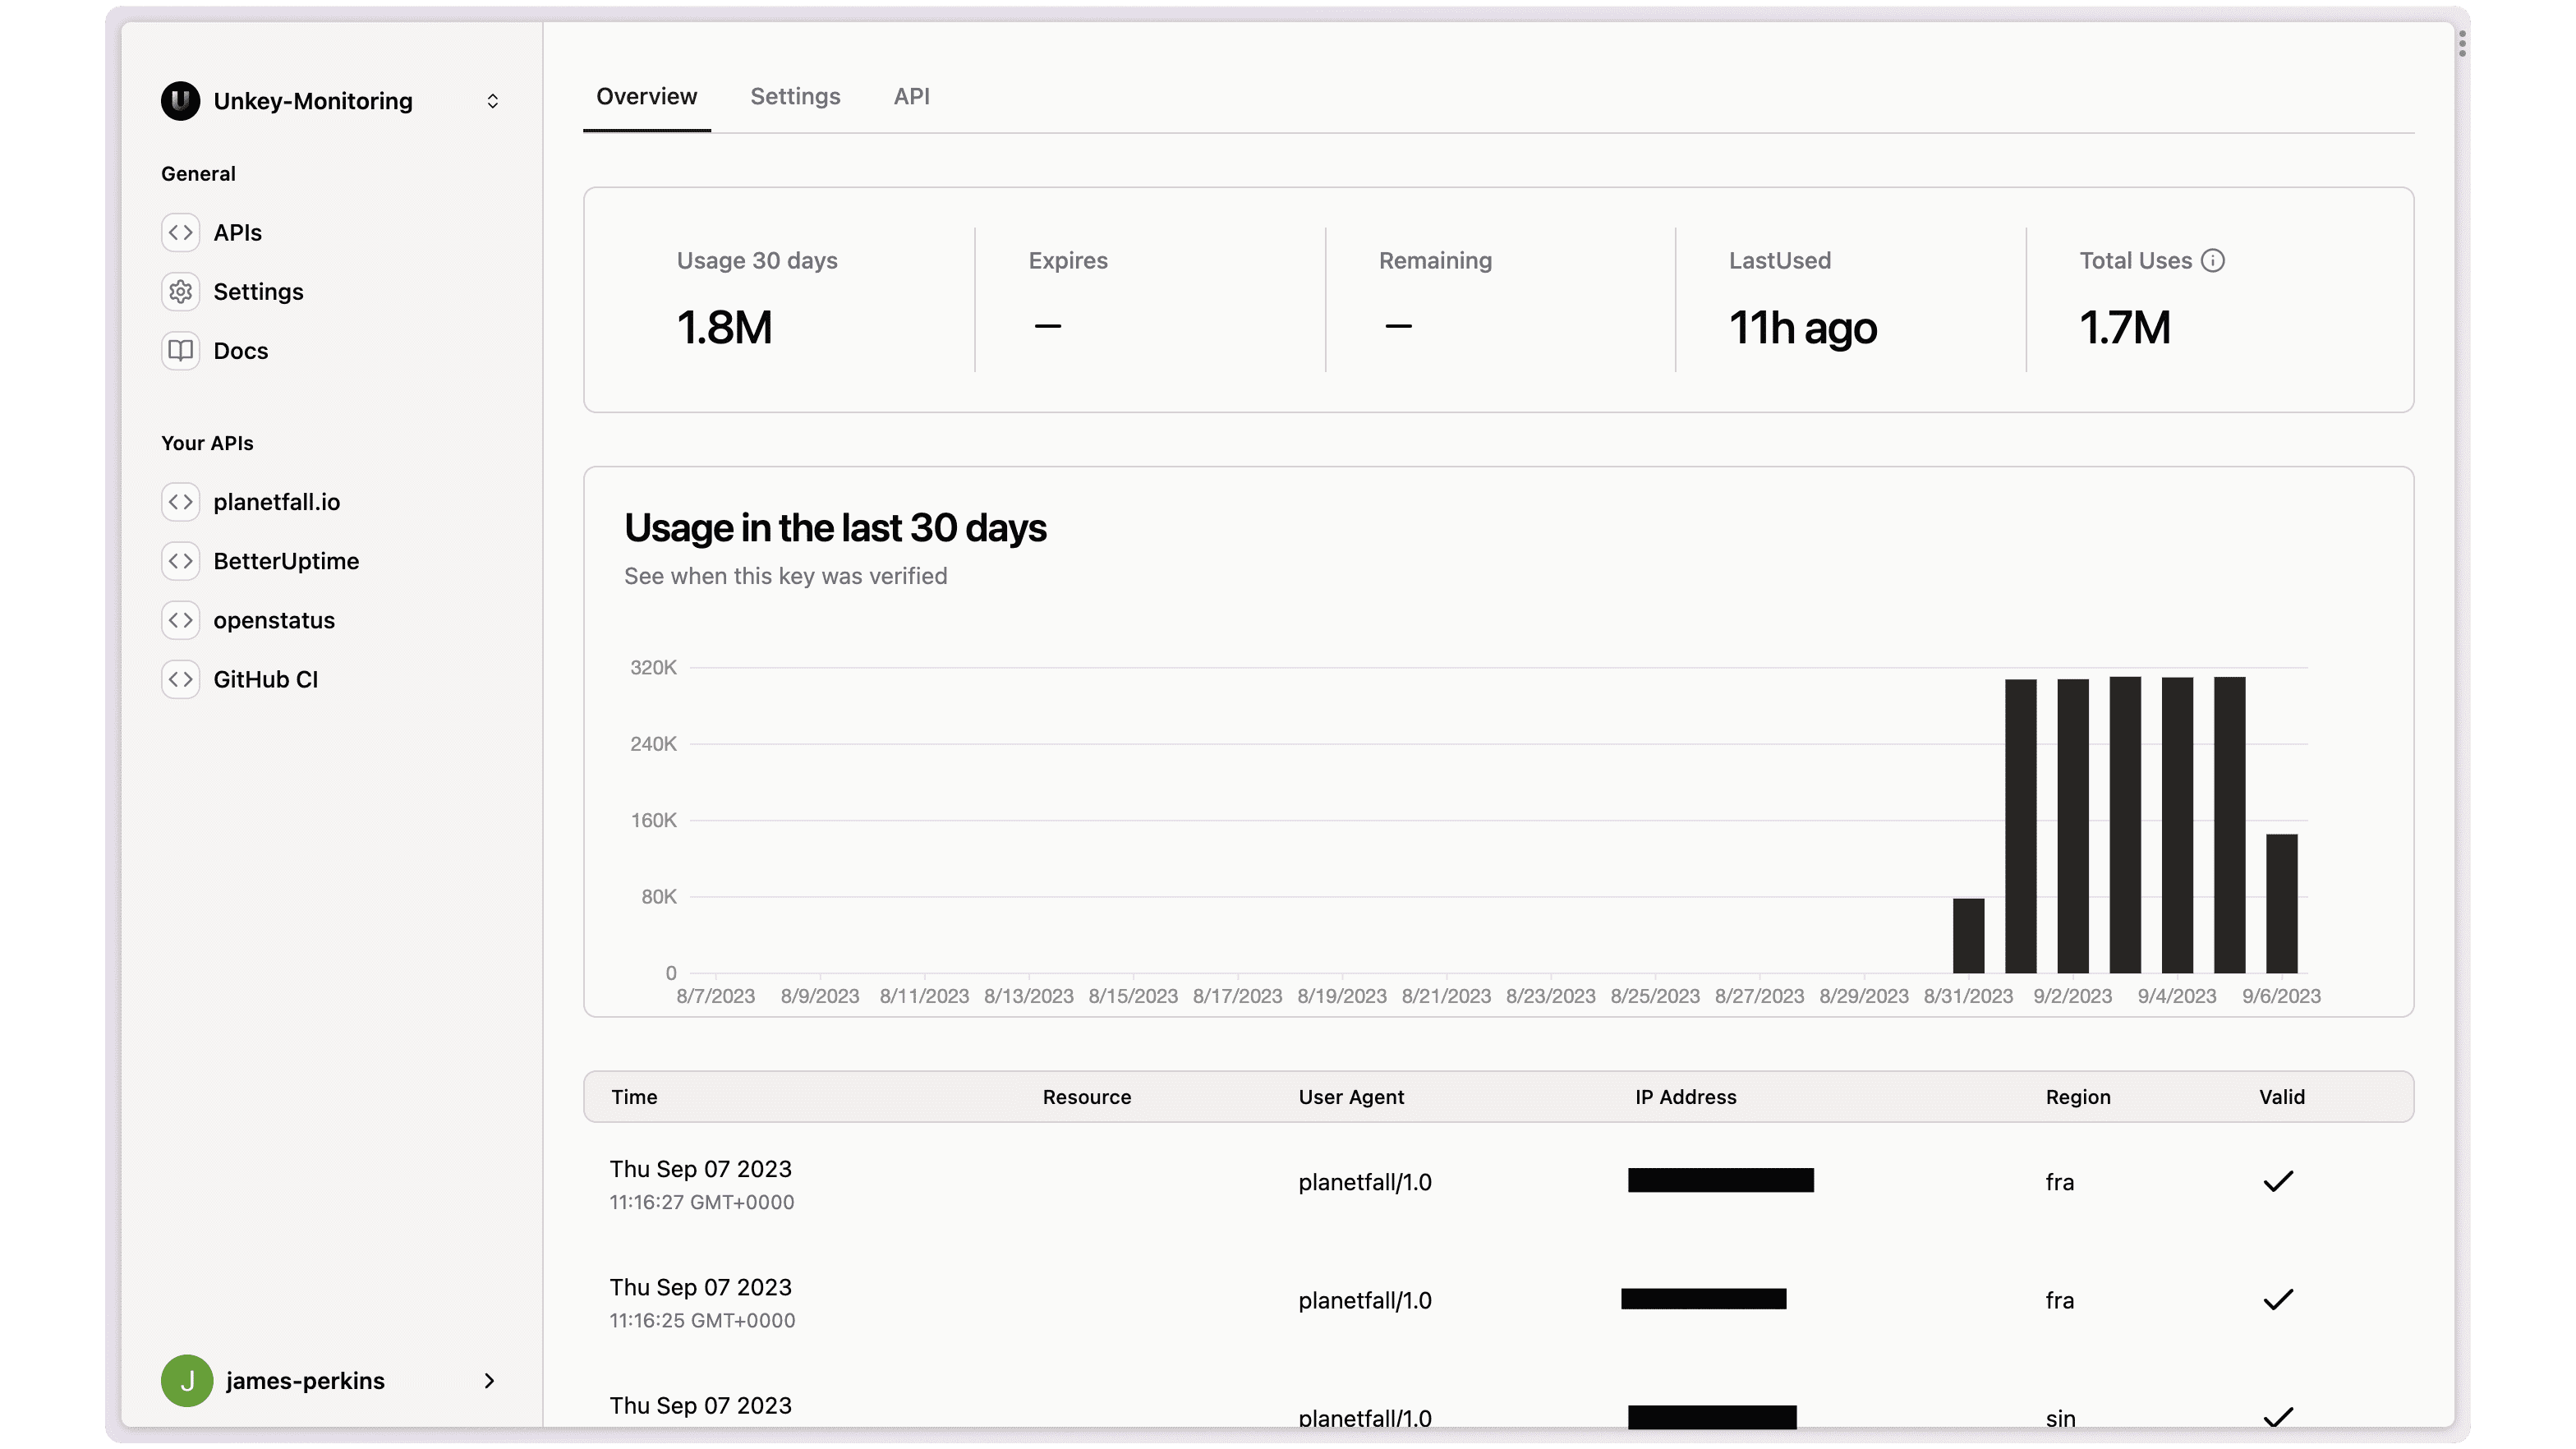 Unkey-Monitoring
General
APIs
Settings
Docs
Your APIs
planetfall.io
BetterUptime
openstatus
GitHub CI
J james-perkins
Overview Settings API
Usage 30 days Expires Remaining LastUsed Total Uses
1.8M – – 11h ago 1.7M
Usage in the last 30 days
See when this key was verified
320K
240K
160K
80K
0
8/7/2023 8/9/2023 8/11/2023 8/13/2023 8/15/2023 8/17/2023 8/19/2023 8/21/2023 8/23/2023 8/25/2023 8/27/2023 8/29/2023 8/31/2023 9/2/2023 9/4/2023 9/6/2023
Time Resource User Agent IP Address Region Valid
Thu Sep 07 2023
11:16:27 GMT+0000
planetfall/1.0 fra
Thu Sep 07 2023
11:16:25 GMT+0000
planetfall/1.0 fra
Thu Sep 07 2023
planetfall/1.0 sin